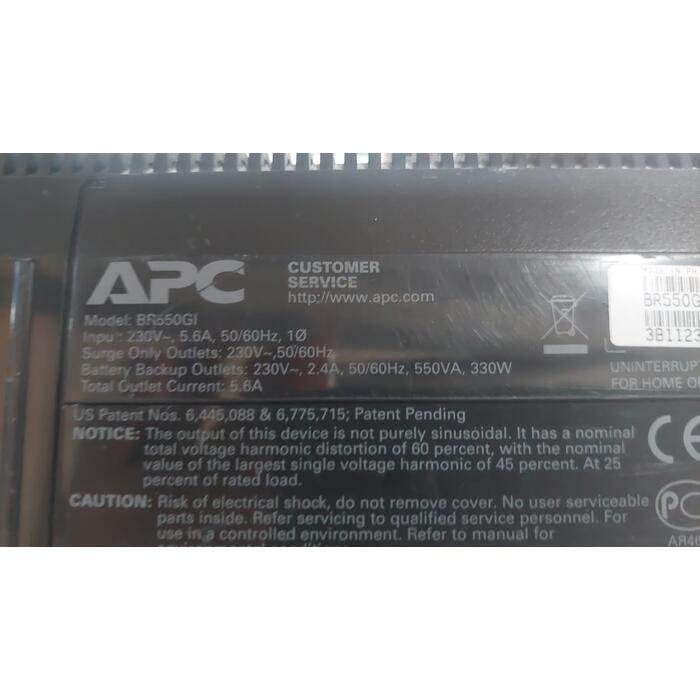 APC
CUSTOMER
SERVICE
http://www.apc.com
Model: BR550GI
Input: 230V~, 5.6A, 50/60Hz, 1Ø
Surge Only Outlets: 230V~,50/60Hz
Battery Backup Outlets: 230V~, 2.4A, 50/60Hz, 550VA, 330W
Total Outlet Current: 5.6A
MADE IN PH
BR550G
3B1123
UNINTERRUP
FOR HOME O
US Patent Nos. 6,445,088 & 6,775,715; Patent Pending
NOTICE: The output of this device is not purely sinusoidal. It has a nominal
total voltage harmonic distortion of 60 percent, with the nominal
value of the largest single voltage harmonic of 45 percent. At 25
percent of rated load.
CE
CAUTION: Risk of electrical shock, do not remove cover. No user serviceable
parts inside. Refer servicing to qualified service personnel. For
use in a controlled environment. Refer to manual for
PC
АЯ46